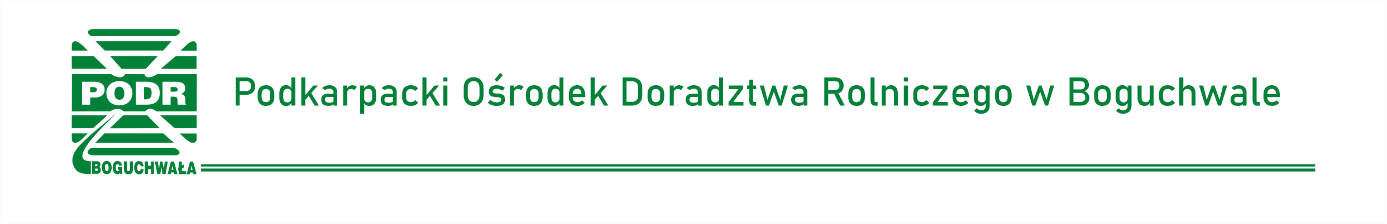 PODR
BOGUCHWAŁA
Podkarpacki Ośrodek Doradztwa Rolniczego w Boguchwale